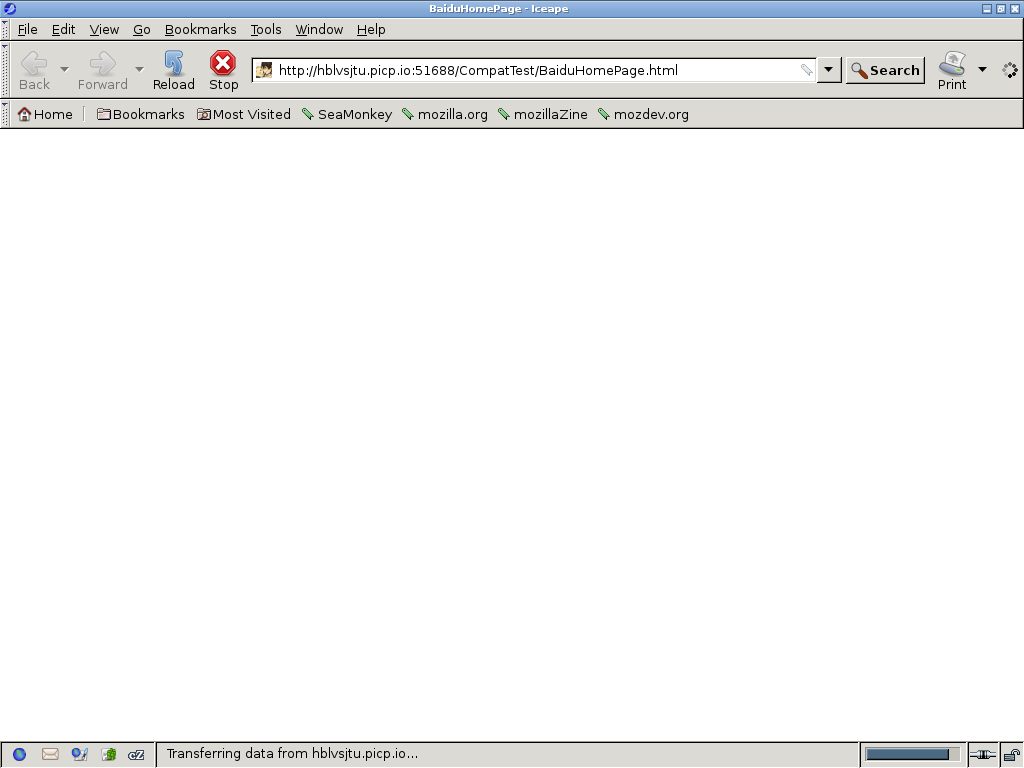 BaiduHomePage - Iceape
File Edit View Go Bookmarks Tools Window Help
Back Forward Reload Stop http://hblvsjtu.picp.io:51688/CompatTest/BaiduHomePage.html Search Print
Home Bookmarks Most Visited SeaMonkey mozilla.org mozillaZine mozdev.org
cZ Transferring data from hblvsjtu.picp.io...